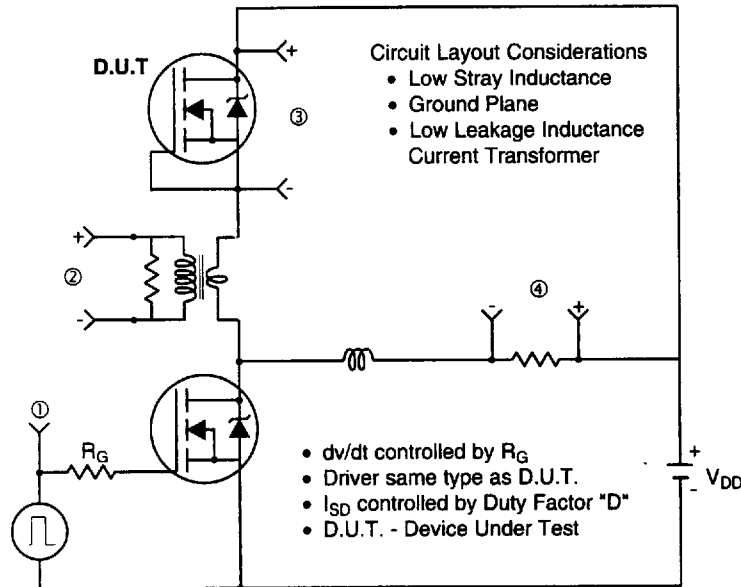 D.U.T
+
Circuit Layout Considerations
• Low Stray Inductance
• Ground Plane
• Low Leakage Inductance
Current Transformer
③
-
+
②
-
④
- +
①
R_G
+
V_DD
-
• dv/dt controlled by R_G
• Driver same type as D.U.T.
• I_SD controlled by Duty Factor "D"
• D.U.T. - Device Under Test